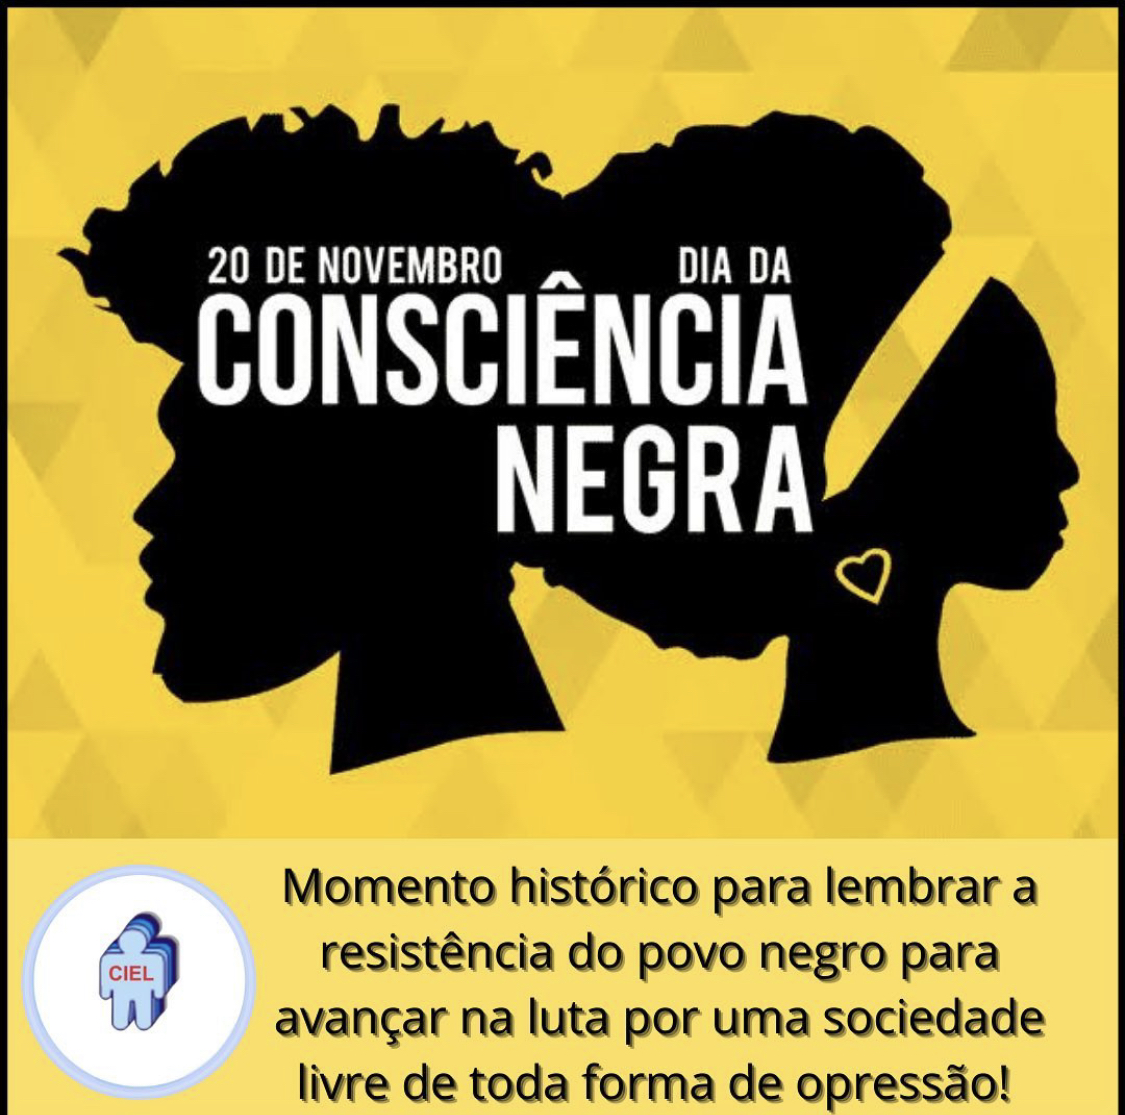 20 DE NOVEMBRO DIA DA
CONSCIÊNCIA
NEGRA
CIEL
Momento histórico para lembrar a
resistência do povo negro para
avançar na luta por uma sociedade
livre de toda forma de opressão!